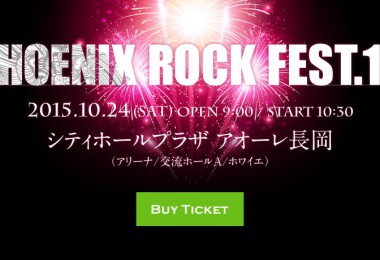 HOENIX ROCK FEST.1
2015.10.24(SAT) OPEN 9:00 / START 10:30
シティホールプラザ アオーレ長岡
(アリーナ/交流ホールA/ホワイエ)
BUY TICKET